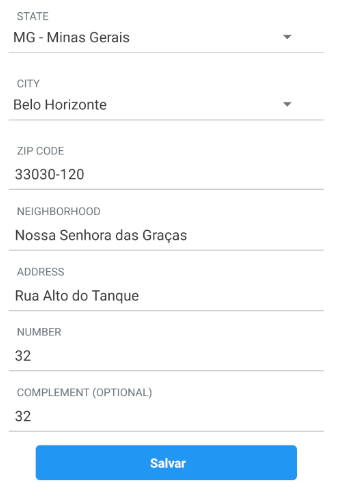 STATE
MG - Minas Gerais
CITY
Belo Horizonte
ZIP CODE
33030-120
NEIGHBORHOOD
Nossa Senhora das Graças
ADDRESS
Rua Alto do Tanque
NUMBER
32
COMPLEMENT (OPTIONAL)
32
Salvar